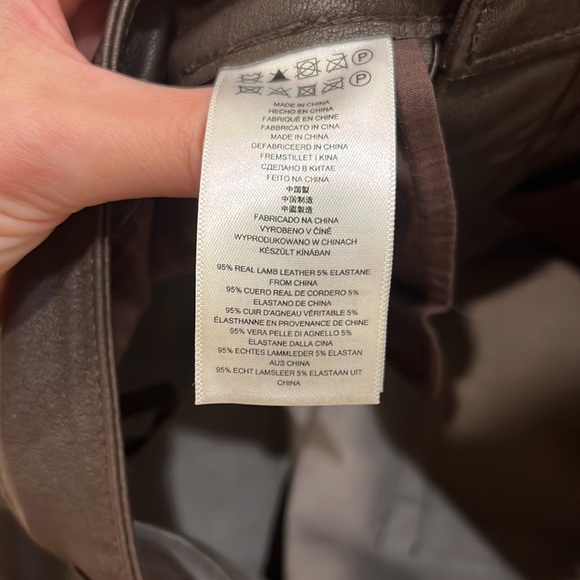 P
P
MADE IN CHINA
HECHO EN CHINA
FABRIQUÉ EN CHINE
FABBRICATO IN CINA
MADE IN CHINA
GEFABRICEERD IN CHINA
FREMSTILLET I KINA
СДЕЛАНО В КИТАЕ
FEITO NA CHINA
中国製
中国制造
中國製造
FABRICADO NA CHINA
VYROBENO V ČÍNĚ
WYPRODUKOWANO W CHINACH
KÉSZÜLT KÍNÁBAN
95% REAL LAMB LEATHER 5% ELASTANE
FROM CHINA
95% CUERO REAL DE CORDERO 5%
ELASTANO DE CHINA
95% CUIR D'AGNEAU VÉRITABLE 5%
ÉLASTHANNE EN PROVENANCE DE CHINE
95% VERA PELLE DI AGNELLO 5%
ELASTANE DALLA CINA
95% ECHTES LAMMLEDER 5% ELASTAN
AUS CHINA
95% ECHT LAMSLEER 5% ELASTAAN UIT
CHINA